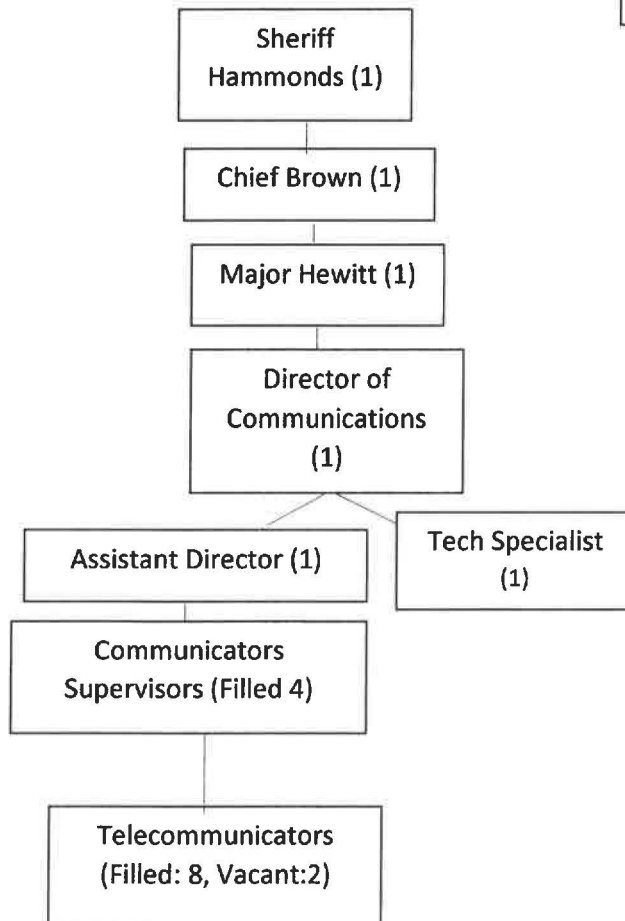 Sheriff
Hammonds (1)
Chief Brown (1)
Major Hewitt (1)
Director of
Communications
(1)
Assistant Director (1)
Tech Specialist
(1)
Communicators
Supervisors (Filled 4)
Telecommunicators
(Filled: 8, Vacant:2)